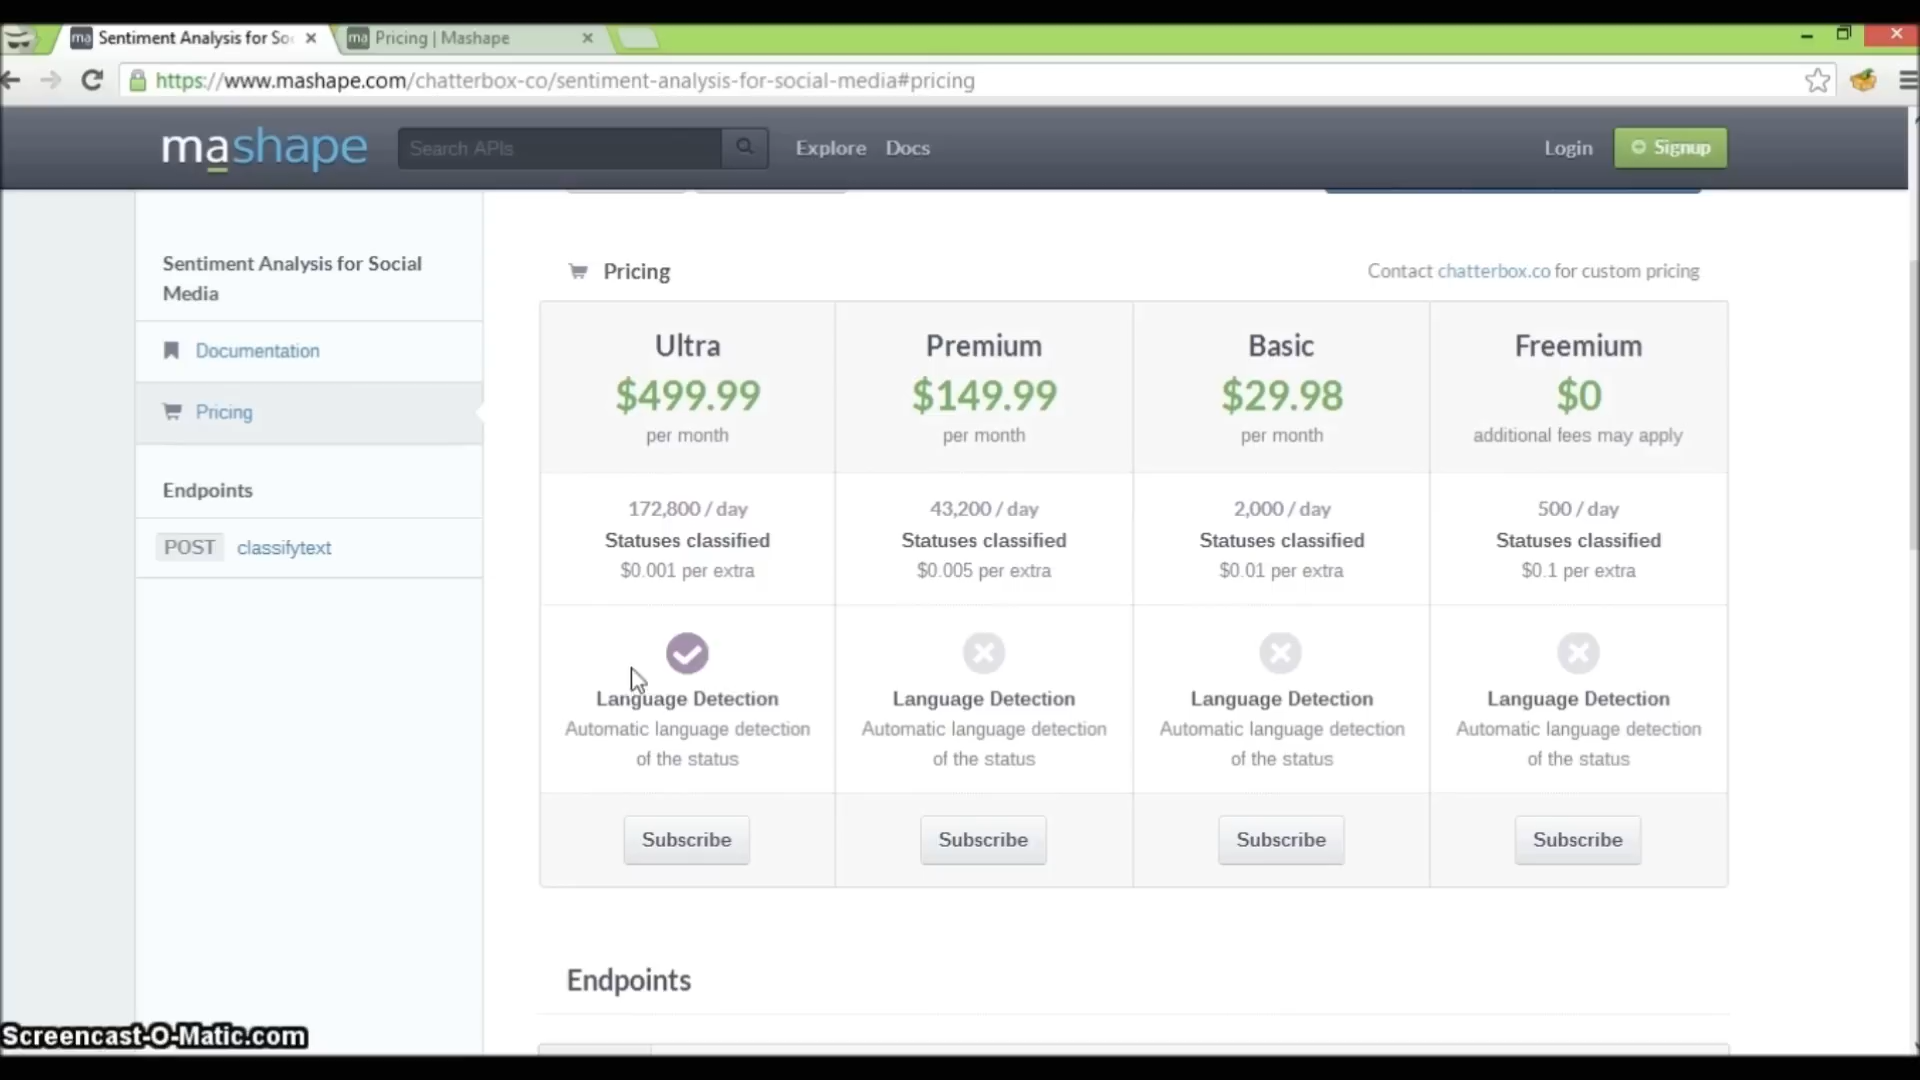 Sentiment Analysis for So
Pricing | Mashape
https://www.mashape.com/chatterbox-co/sentiment-analysis-for-social-media#pricing
mashape
Search APIs
Explore
Docs
Login
Signup
Sentiment Analysis for Social
Media
Documentation
Pricing
Endpoints
POST classifytext
Pricing
Contact chatterbox.co for custom pricing
Ultra
$499.99
per month
172,800 / day
Statuses classified
$0.001 per extra
Language Detection
Automatic language detection
of the status
Subscribe
Premium
$149.99
per month
43,200 / day
Statuses classified
$0.005 per extra
Language Detection
Automatic language detection
of the status
Subscribe
Basic
$29.98
per month
2,000 / day
Statuses classified
$0.01 per extra
Language Detection
Automatic language detection
of the status
Subscribe
Freemium
$0
additional fees may apply
500 / day
Statuses classified
$0.1 per extra
Language Detection
Automatic language detection
of the status
Subscribe
Endpoints
Screencast-O-Matic.com